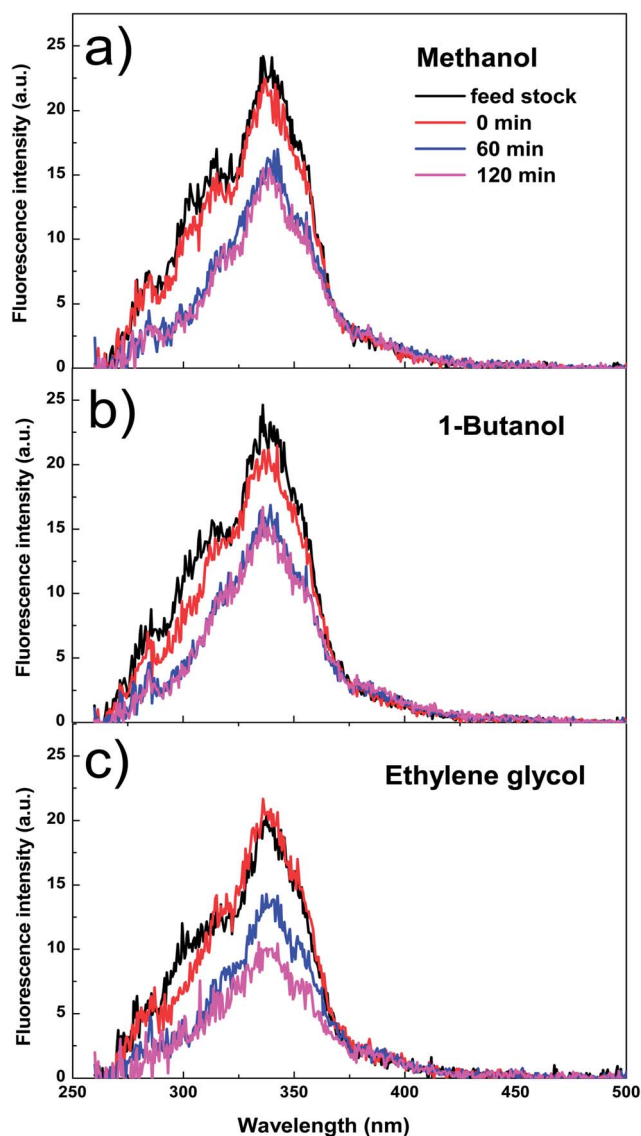 a)
Methanol
feed stock
0 min
60 min
120 min
Fluorescence intensity (a.u.)
25
20
15
10
5
0
b)
1-Butanol
Fluorescence intensity (a.u.)
25
20
15
10
5
0
c)
Ethylene glycol
Fluorescence intensity (a.u.)
25
20
15
10
5
0
250 300 350 400 450 500
Wavelength (nm)